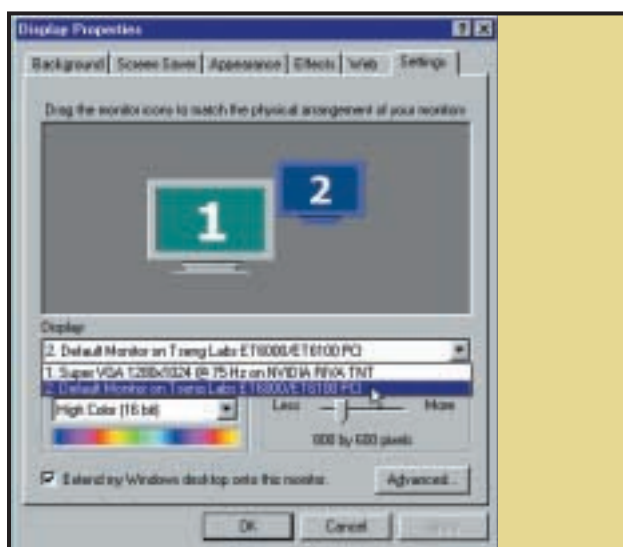 Display Properties
Background Screen Saver Appearance Effects Web Settings
Drag the monitor icons to match the physical arrangement of your monitors
1 2
Display:
2. Default Monitor on Tseng Labs ET6000/ET6100 PCI
1. Super VGA 1280x1024 @ 75 Hz on NVIDIA RIVA TNT
2. Default Monitor on Tseng Labs ET6000/ET6100 PCI
High Color (16 bit) Less More
800 by 600 pixels
Extend my Windows desktop onto this monitor. Advanced...
OK Cancel